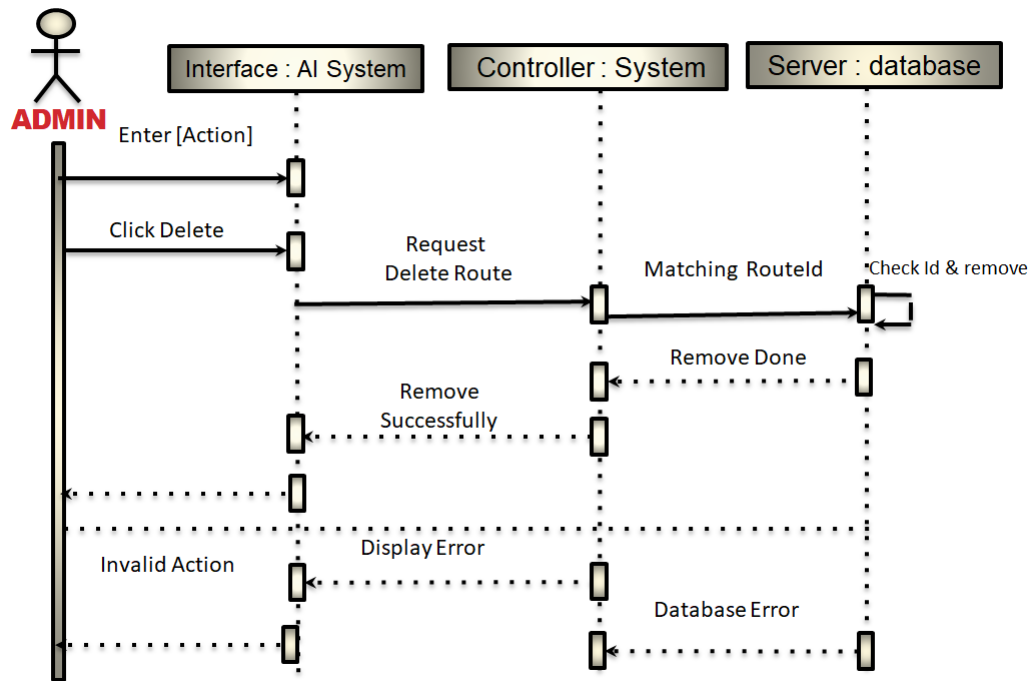 Interface : AI System
Controller : System
Server : database
ADMIN
Enter [Action]
Click Delete
Request
Delete Route
Matching RouteId
Check Id & remove
Remove Done
Remove
Successfully
Display Error
Invalid Action
Database Error